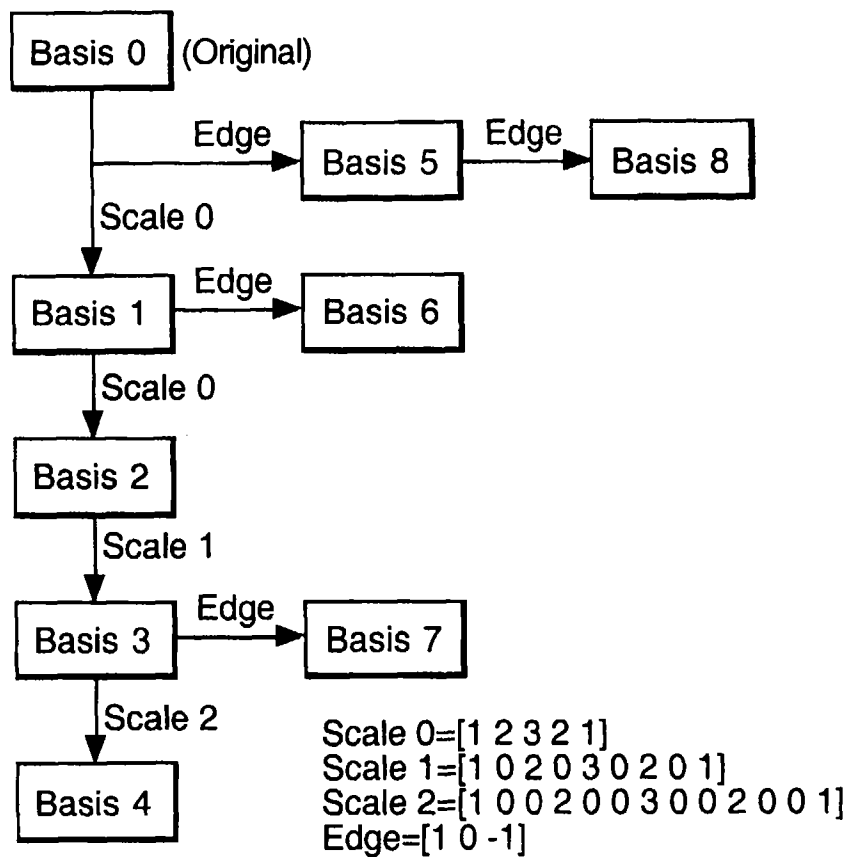 Basis 0 (Original)
Edge Edge
Basis 5 Basis 8
Scale 0
Edge
Basis 1 Basis 6
Scale 0
Basis 2
Scale 1
Edge
Basis 3 Basis 7
Scale 2
Scale 0=[1 2 3 2 1]
Scale 1=[1 0 2 0 3 0 2 0 1]
Basis 4 Scale 2=[1 0 0 2 0 0 3 0 0 2 0 0 1]
Edge=[1 0 -1]